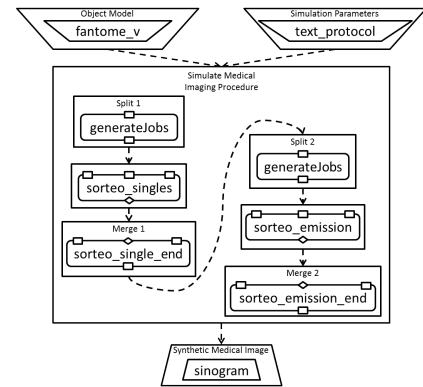 Object Model
fantome_v
Simulation Parameters
text_protocol
Simulate Medical
Imaging Procedure
Split 1
generateJobs
sorteo_singles
Merge 1
sorteo_single_end
Split 2
generateJobs
sorteo_emission
Merge 2
sorteo_emission_end
Synthetic Medical Image
sinogram